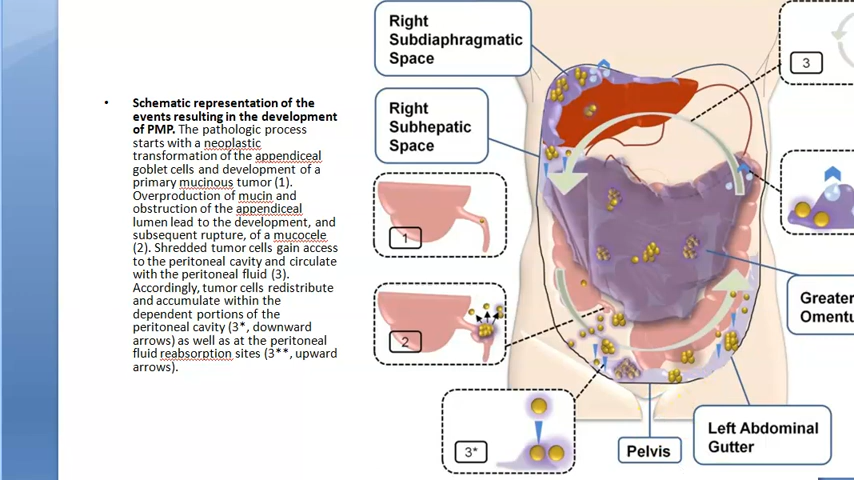 • Schematic representation of the
events resulting in the development
of PMP. The pathologic process
starts with a neoplastic
transformation of the appendiceal
goblet cells and development of a
primary mucinous tumor (1).
Overproduction of mucin and
obstruction of the appendiceal
lumen lead to the development, and
subsequent rupture, of a mucocele
(2). Shredded tumor cells gain access
to the peritoneal cavity and circulate
with the peritoneal fluid (3).
Accordingly, tumor cells redistribute
and accumulate within the
dependent portions of the
peritoneal cavity (3*, downward
arrows) as well as at the peritoneal
fluid reabsorption sites (3**, upward
arrows).
Right
Subdiaphragmatic
Space
3
Right
Subhepatic
Space
1
Greater
Oment
2
3*
Pelvis
Left Abdominal
Gutter